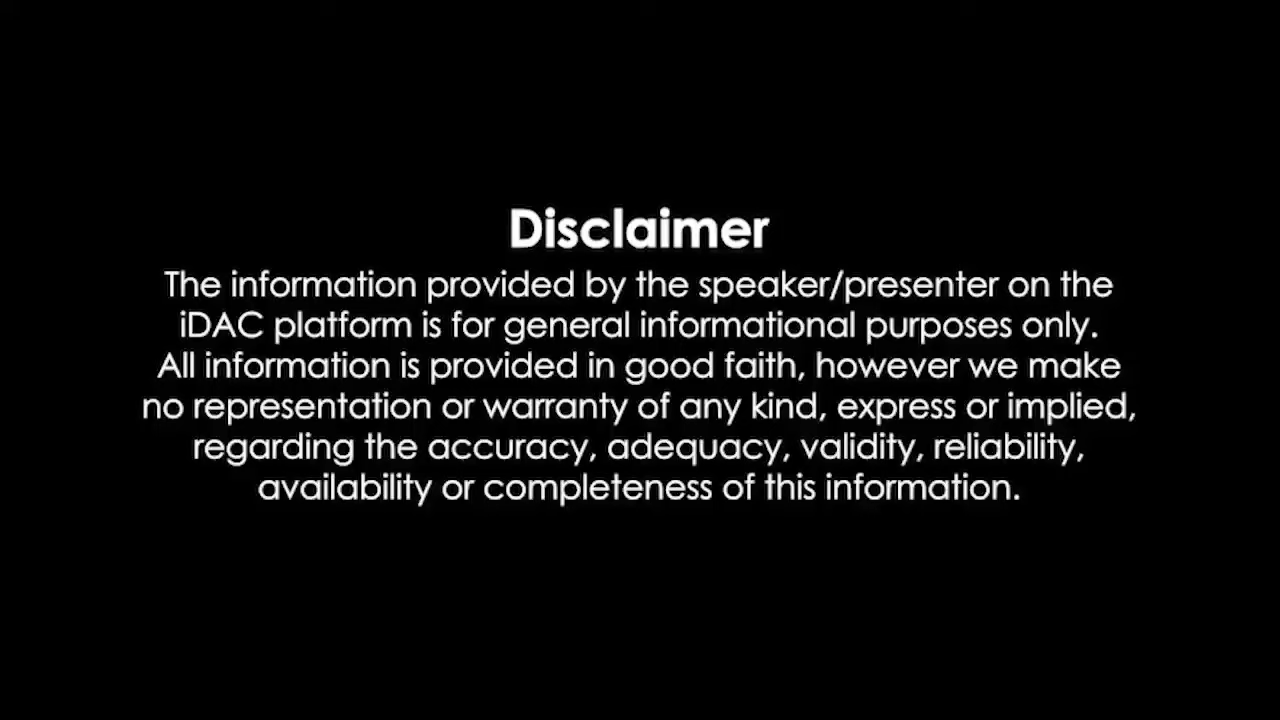 Disclaimer
The information provided by the speaker/presenter on the
iDAC platform is for general informational purposes only.
All information is provided in good faith, however we make
no representation or warranty of any kind, express or implied,
regarding the accuracy, adequacy, validity, reliability,
availability or completeness of this information.